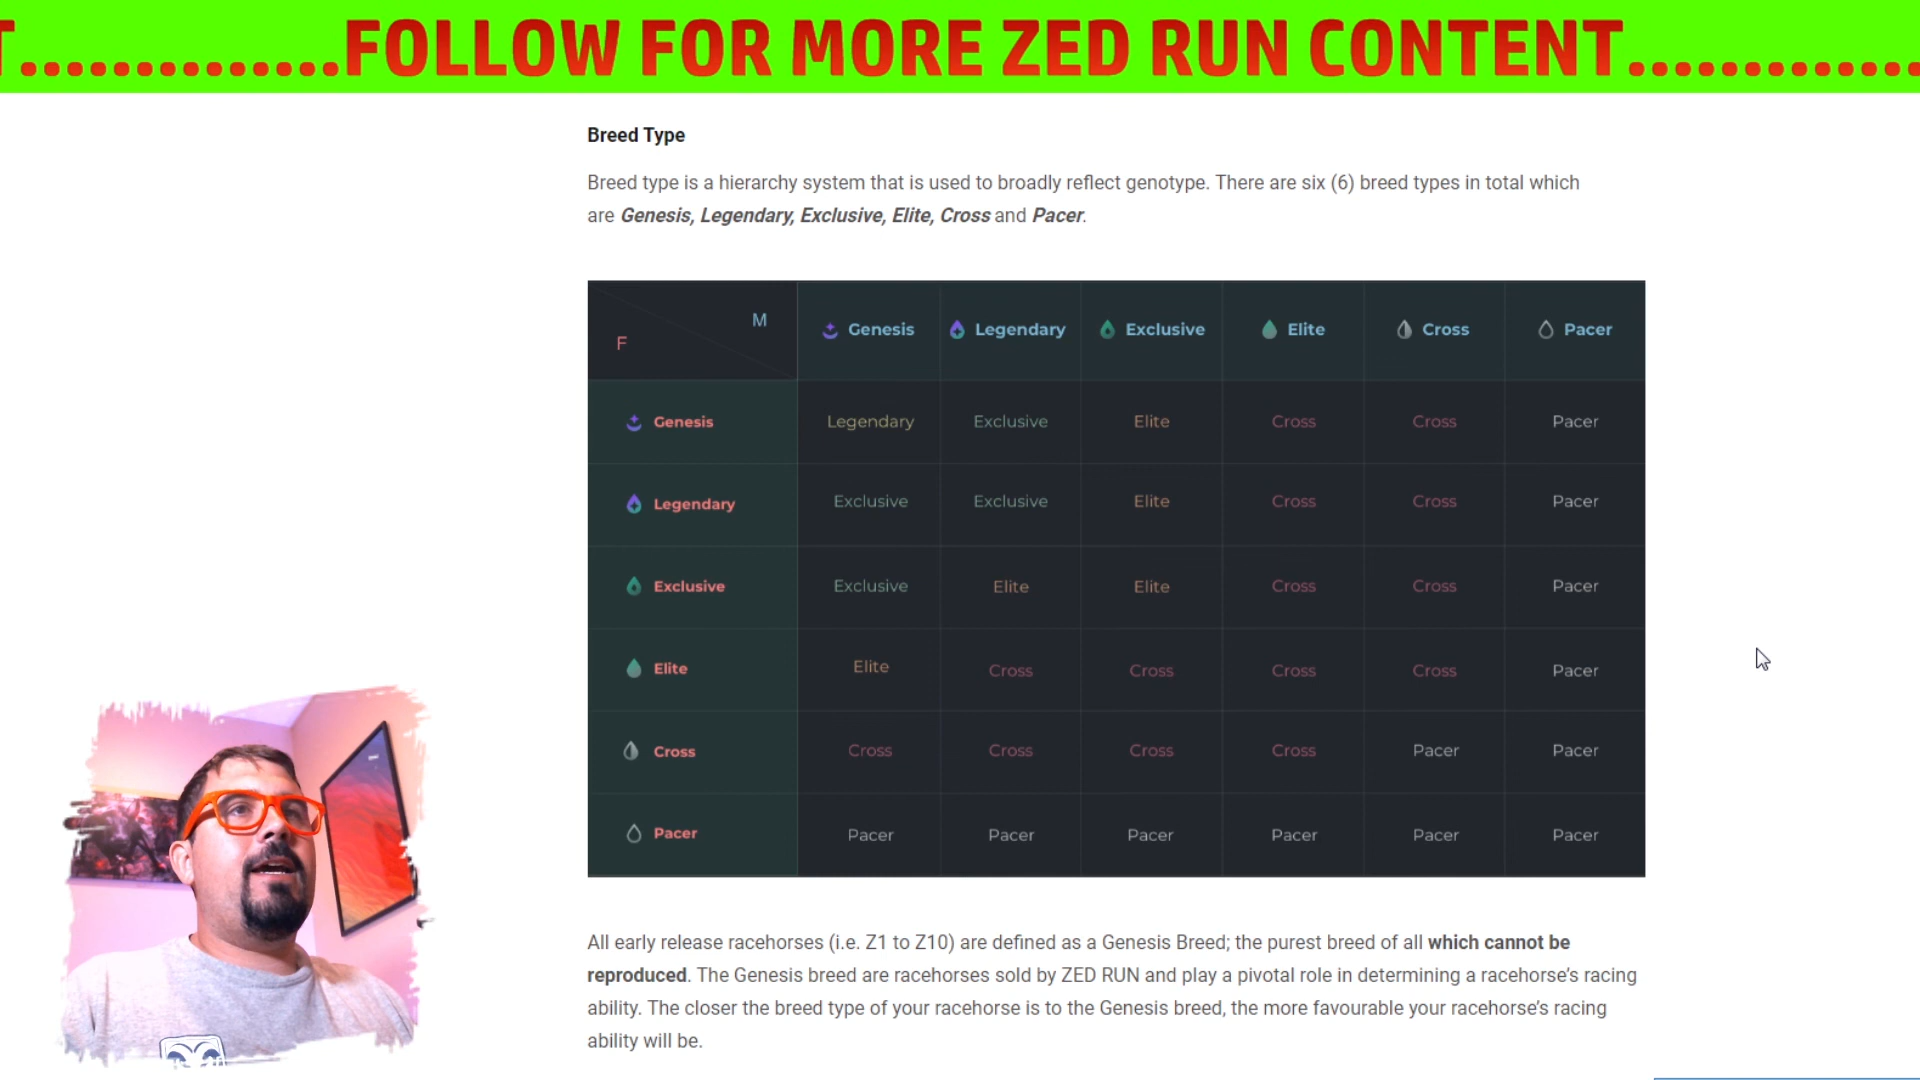 T..............FOLLOW FOR MORE ZED RUN CONTENT.............
Breed Type
Breed type is a hierarchy system that is used to broadly reflect genotype. There are six (6) breed types in total which
are Genesis, Legendary, Exclusive, Elite, Cross and Pacer.
M
F
Genesis Legendary Exclusive Elite Cross Pacer
Genesis Legendary Exclusive Elite Cross Cross Pacer
Legendary Exclusive Exclusive Elite Cross Cross Pacer
Exclusive Exclusive Elite Elite Cross Cross Pacer
Elite Elite Cross Cross Cross Cross Pacer
Cross Cross Cross Cross Cross Pacer Pacer
Pacer Pacer Pacer Pacer Pacer Pacer Pacer
All early release racehorses (i.e. Z1 to Z10) are defined as a Genesis Breed; the purest breed of all which cannot be
reproduced. The Genesis breed are racehorses sold by ZED RUN and play a pivotal role in determining a racehorse’s racing
ability. The closer the breed type of your racehorse is to the Genesis breed, the more favourable your racehorse’s racing
ability will be.